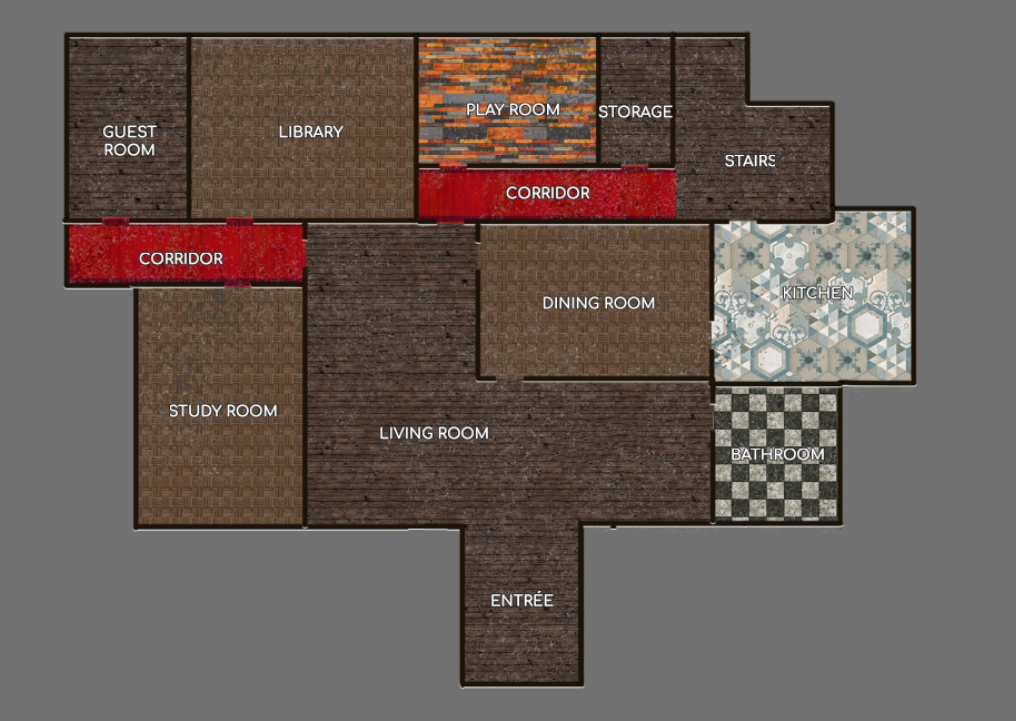 GUEST
ROOM
LIBRARY
PLAY ROOM
STORAGE
STAIRS
CORRIDOR
CORRIDOR
DINING ROOM
KITCHEN
STUDY ROOM
LIVING ROOM
BATHROOM
ENTRÉE